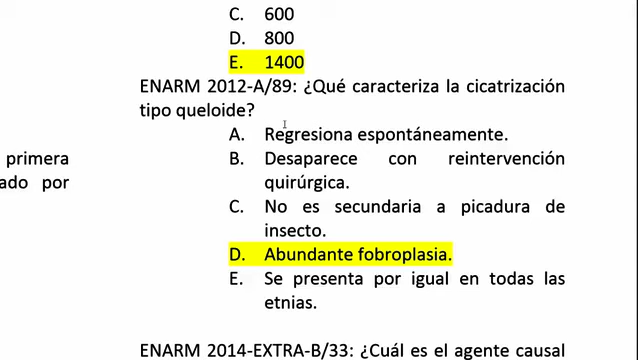 C. 600
D. 800
E. 1400
ENARM 2012-A/89: ¿Qué caracteriza la cicatrización
tipo queloide?
A. Regresiona espontáneamente.
primera
B. Desaparece con reintervención
ado por
quirúrgica.
C. No es secundaria a picadura de
insecto.
D. Abundante fobroplasia.
E. Se presenta por igual en todas las
etnias.
ENARM 2014-EXTRA-B/33: ¿Cuál es el agente causal